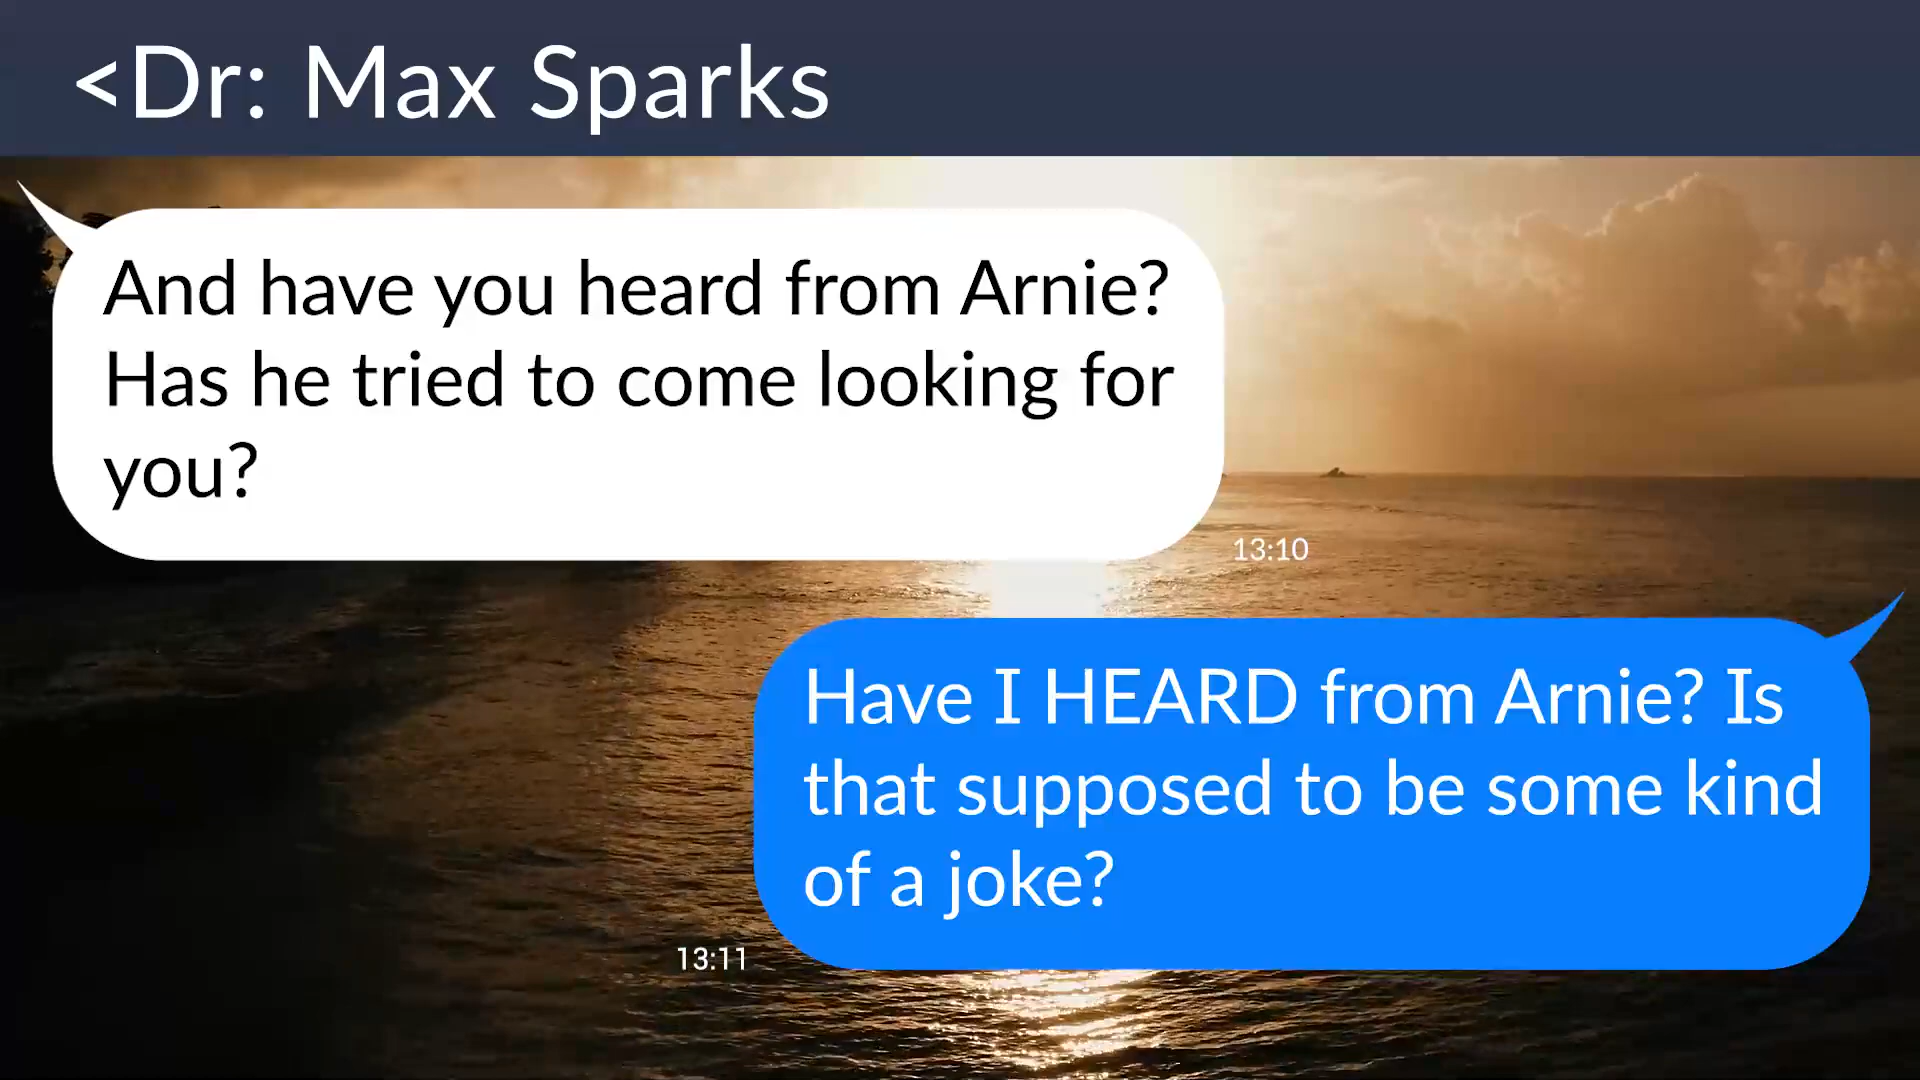 <Dr: Max Sparks
And have you heard from Arnie?
Has he tried to come looking for
you?
13:10
Have I HEARD from Arnie? Is
that supposed to be some kind
of a joke?
13:11